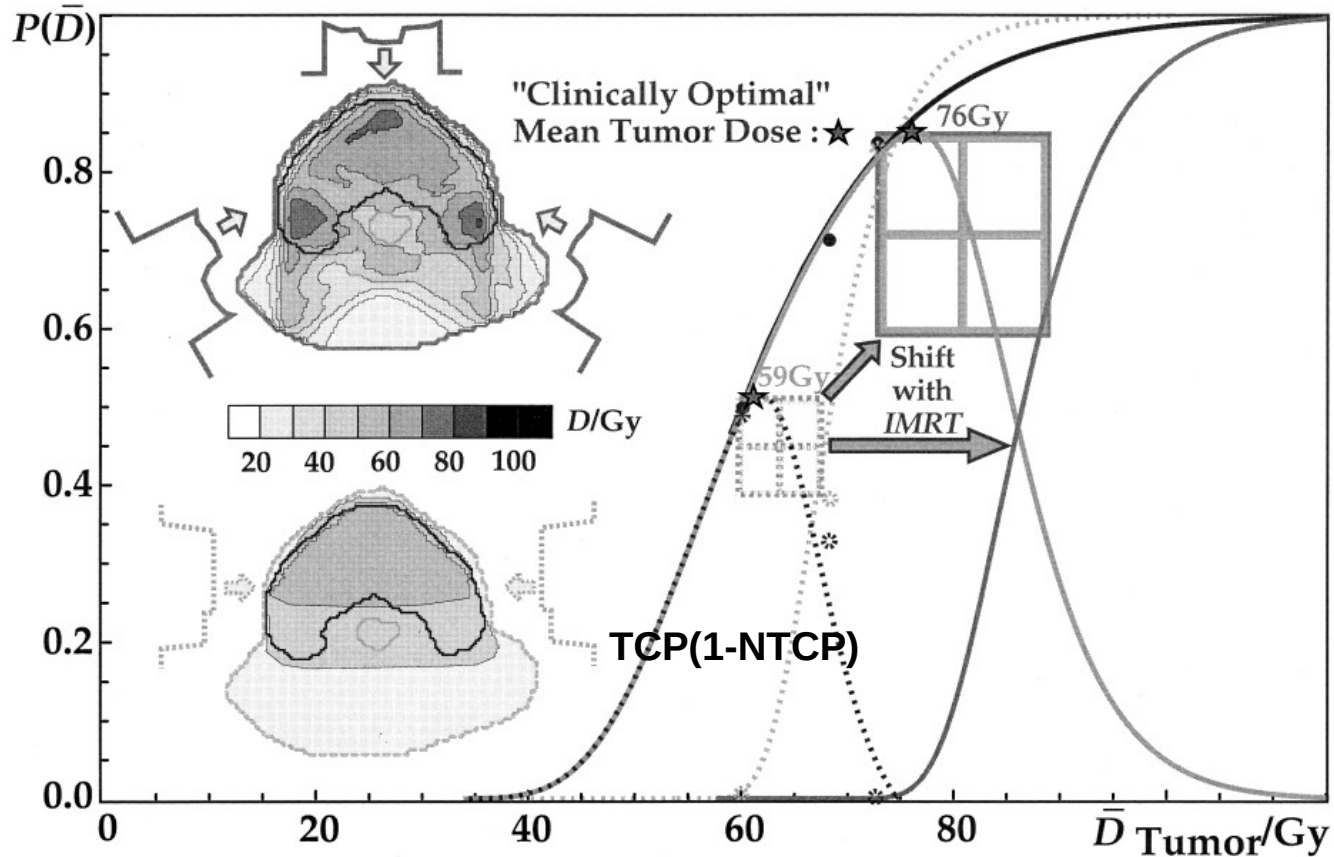 P(D̄)
"Clinically Optimal"
Mean Tumor Dose :
76Gy
0.8
0.6
Shift
with
IMRT
59Gy
D/Gy
20 40 60 80 100
0.4
0.2
TCP(1-NTCP)
0.0
0 20 40 60 80 D̄ Tumor/Gy